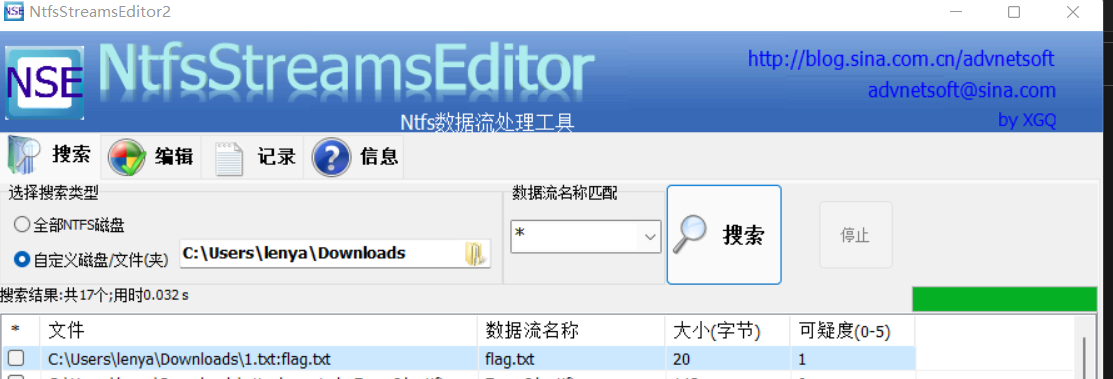 NSE NtfsStreamsEditor2
NSE NtfsStreamsEditor
http://blog.sina.com.cn/advnetsoft
advnetsoft@sina.com
Ntfs数据流处理工具
by XGQ
搜索 编辑 记录 信息
选择搜索类型 数据流名称匹配
全部NTFS磁盘
* 搜索 停止
自定义磁盘/文件(夹) C:\Users\lenya\Downloads
搜索结果:共17个;用时0.032 s
* 文件 数据流名称 大小(字节) 可疑度(0-5)
C:\Users\lenya\Downloads\1.txt:flag.txt flag.txt 20 1